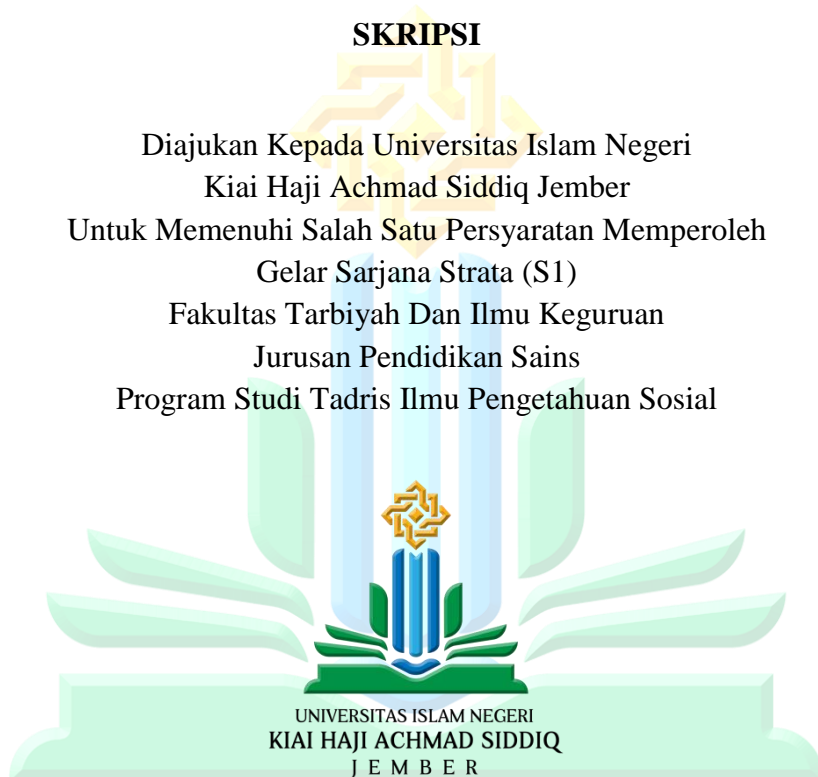 SKRIPSI
Diajukan Kepada Universitas Islam Negeri
Kiai Haji Achmad Siddiq Jember
Untuk Memenuhi Salah Satu Persyaratan Memperoleh
Gelar Sarjana Strata (S1)
Fakultas Tarbiyah Dan Ilmu Keguruan
Jurusan Pendidikan Sains
Program Studi Tadris Ilmu Pengetahuan Sosial
UNIVERSITAS ISLAM NEGERI
KIAI HAJI ACHMAD SIDDIQ
JEMBER